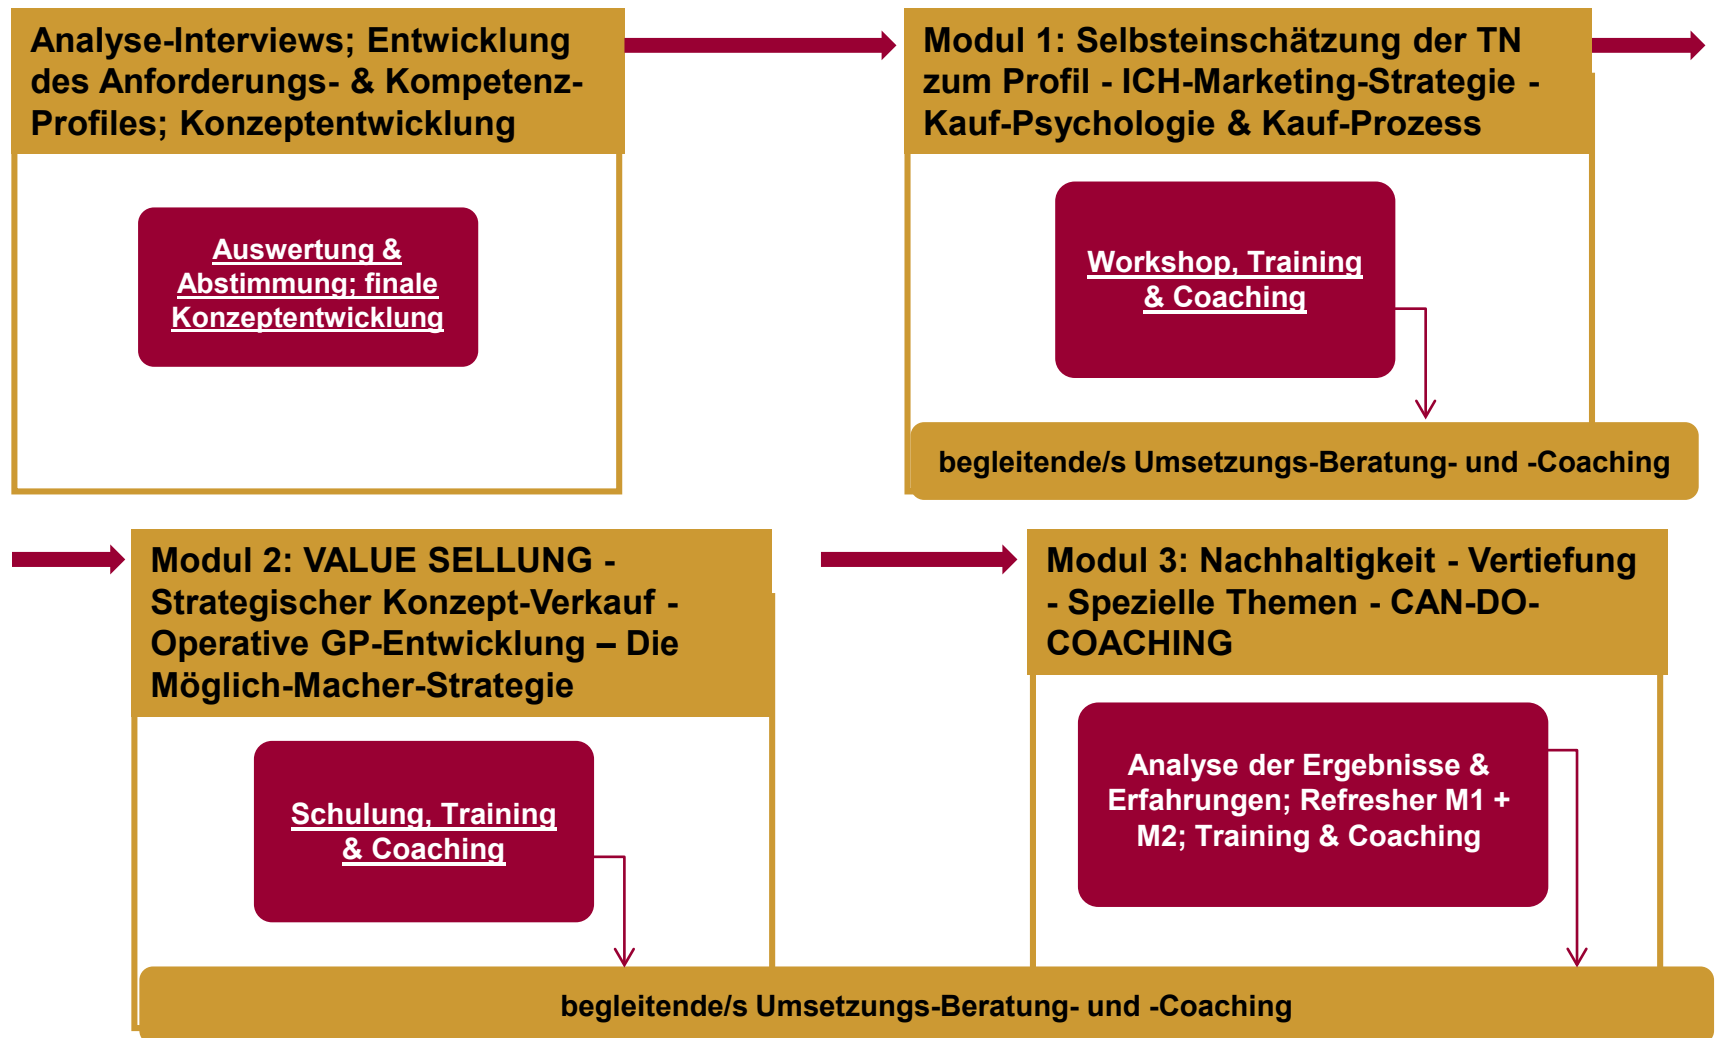 Analyse-Interviews; Entwicklung
des Anforderungs- & Kompetenz-
Profiles; Konzeptentwicklung
Auswertung &
Abstimmung; finale
Konzeptentwicklung
Modul 1: Selbsteinschätzung der TN
zum Profil - ICH-Marketing-Strategie -
Kauf-Psychologie & Kauf-Prozess
Workshop, Training
& Coaching
begleitende/s Umsetzungs-Beratung- und -Coaching
Modul 2: VALUE SELLUNG -
Strategischer Konzept-Verkauf -
Operative GP-Entwicklung – Die
Möglich-Macher-Strategie
Schulung, Training
& Coaching
Modul 3: Nachhaltigkeit - Vertiefung
- Spezielle Themen - CAN-DO-
COACHING
Analyse der Ergebnisse &
Erfahrungen; Refresher M1 +
M2; Training & Coaching
begleitende/s Umsetzungs-Beratung- und -Coaching